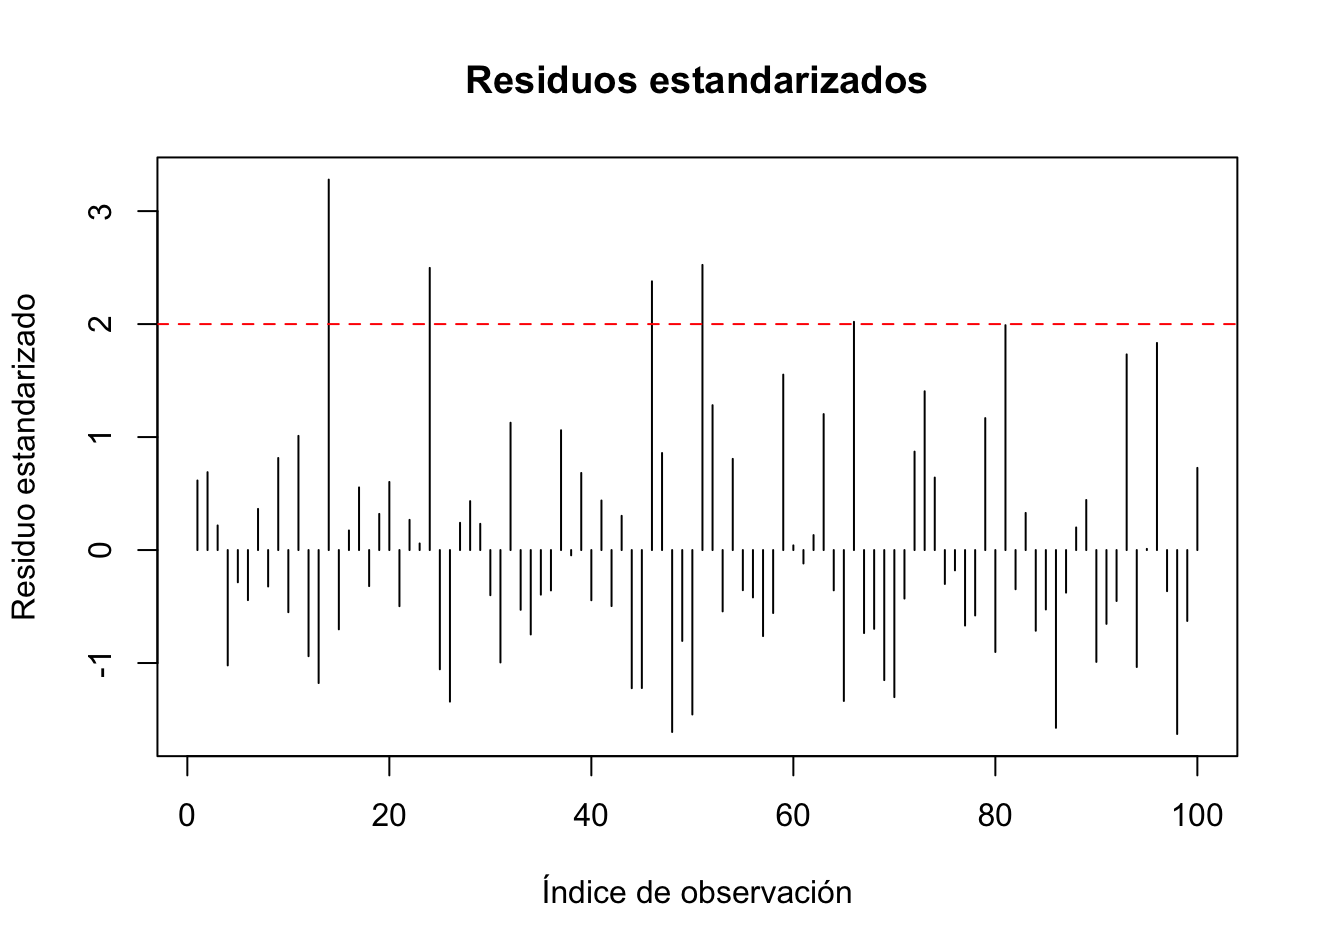 Residuos estandarizados
Residuo estandarizado
3
2
1
0
-1
0 20 40 60 80 100
Índice de observación